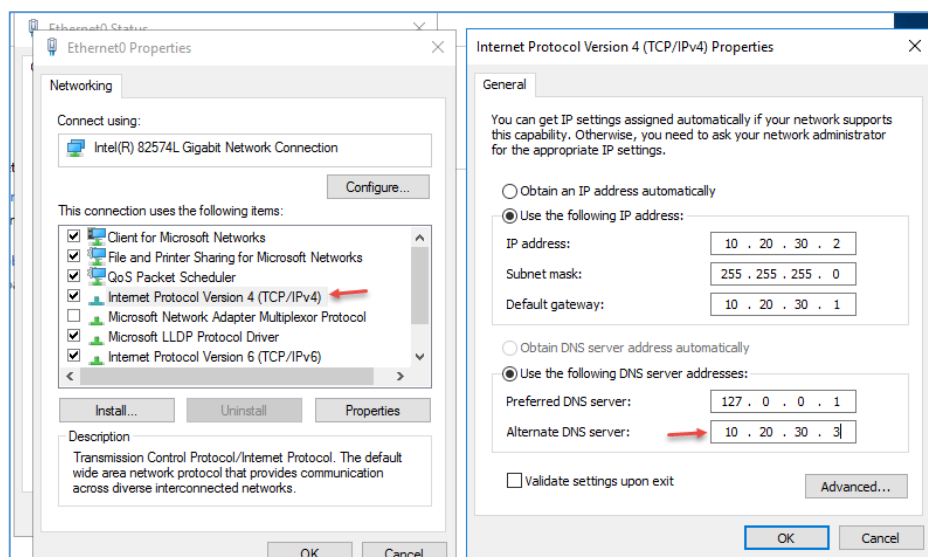 Ethernet0 Status
Ethernet0 Properties
Networking
Connect using:
Intel(R) 82574L Gigabit Network Connection
Configure...
This connection uses the following items:
Client for Microsoft Networks
File and Printer Sharing for Microsoft Networks
QoS Packet Scheduler
Internet Protocol Version 4 (TCP/IPv4)
Microsoft Network Adapter Multiplexor Protocol
Microsoft LLDP Protocol Driver
Internet Protocol Version 6 (TCP/IPv6)
Install...
Uninstall
Properties
Description
Transmission Control Protocol/Internet Protocol. The default
wide area network protocol that provides communication
across diverse interconnected networks.
OK
Cancel
Internet Protocol Version 4 (TCP/IPv4) Properties
General
You can get IP settings assigned automatically if your network supports
this capability. Otherwise, you need to ask your network administrator
for the appropriate IP settings.
Obtain an IP address automatically
Use the following IP address:
IP address: 10 . 20 . 30 . 2
Subnet mask: 255 . 255 . 255 . 0
Default gateway: 10 . 20 . 30 . 1
Obtain DNS server address automatically
Use the following DNS server addresses:
Preferred DNS server: 127 . 0 . 0 . 1
Alternate DNS server: 10 . 20 . 30 . 3
Validate settings upon exit
Advanced...
OK
Cancel